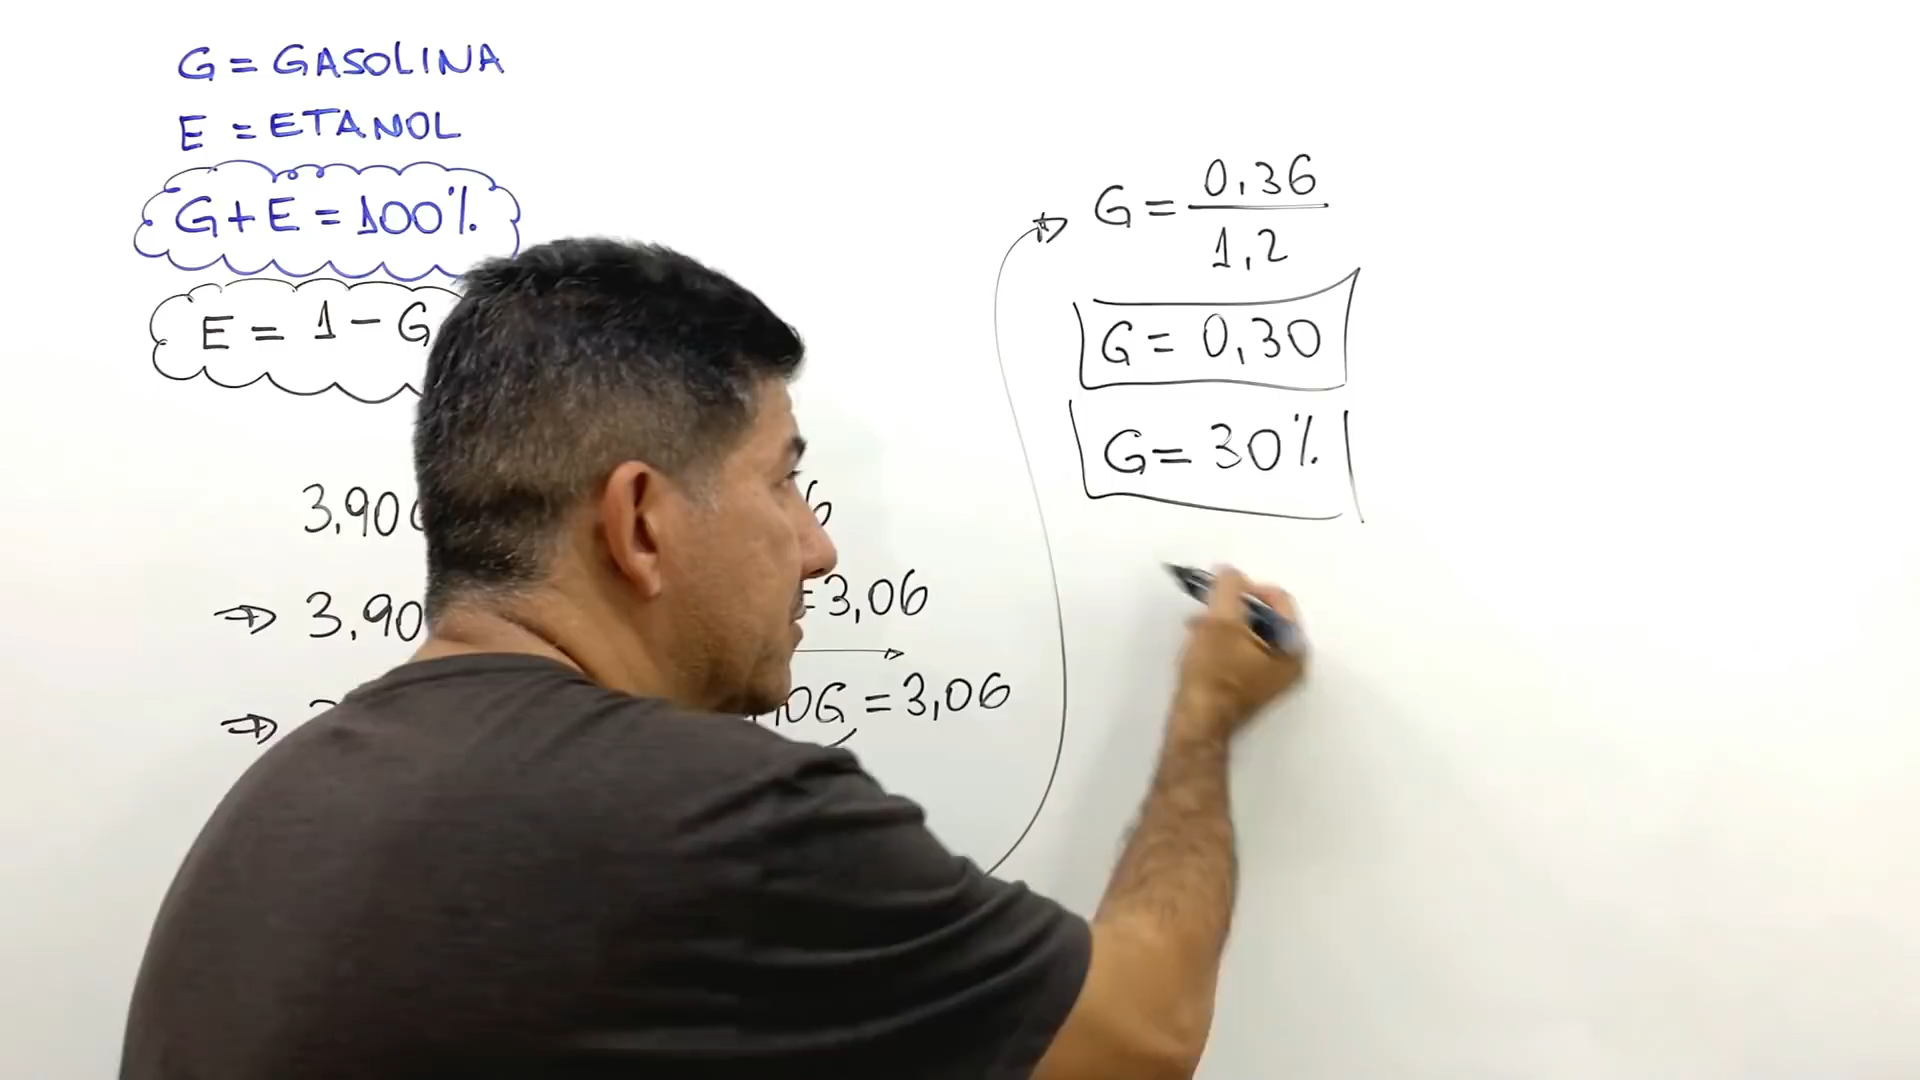 G = GASOLINA
E = ETANOL
G + E = 100%
E = 1 - G
3,90
⇒ 3,90 = 3,06
⇒ G = 3,06
⇒ G = 0,36
1,2
G = 0,30
G = 30%